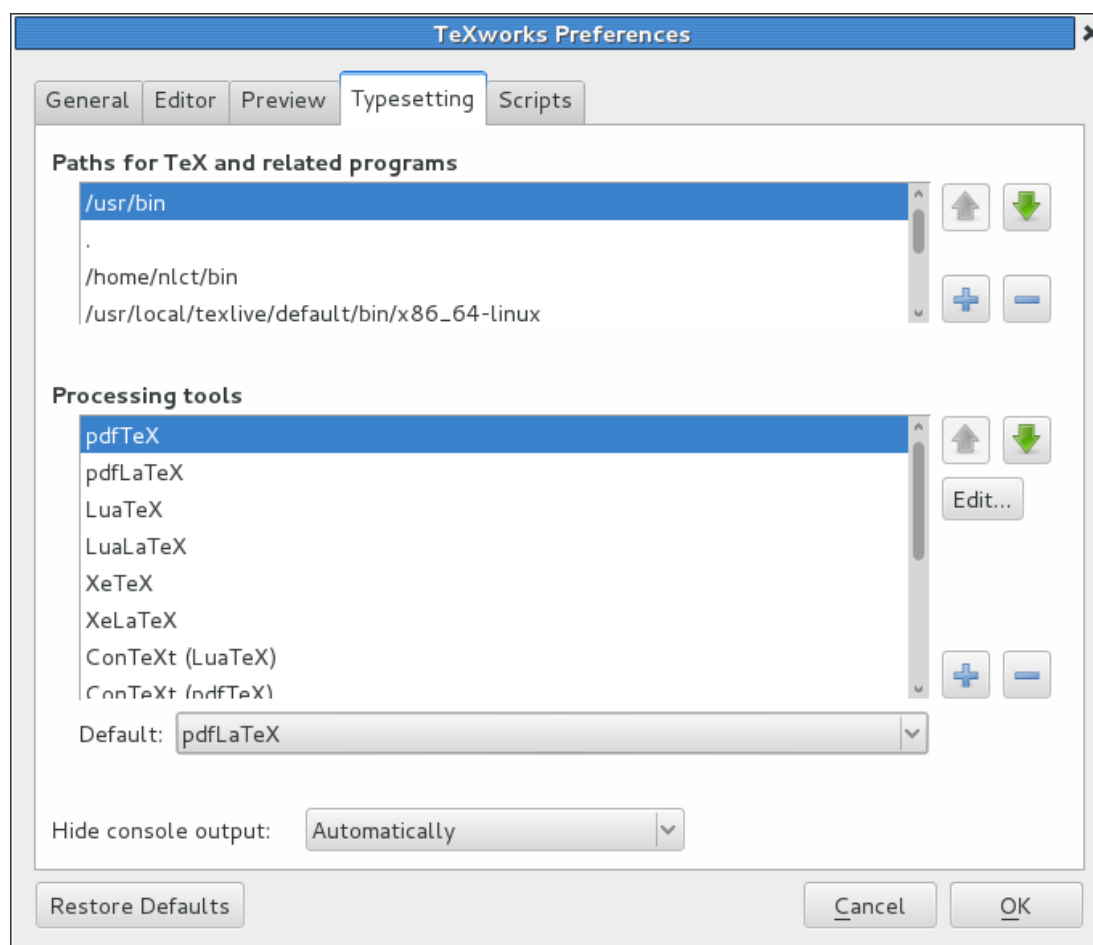 TeXworks Preferences
General Editor Preview Typesetting Scripts
Paths for TeX and related programs
/usr/bin
.
/home/nlct/bin
/usr/local/texlive/default/bin/x86_64-linux
Processing tools
pdfTeX
pdfLaTeX
Edit...
LuaTeX
LuaLaTeX
XeTeX
XeLaTeX
ConTeXt (LuaTeX)
ConTeXt (pdfTeX)
Default: pdfLaTeX
Hide console output: Automatically
Restore Defaults Cancel OK